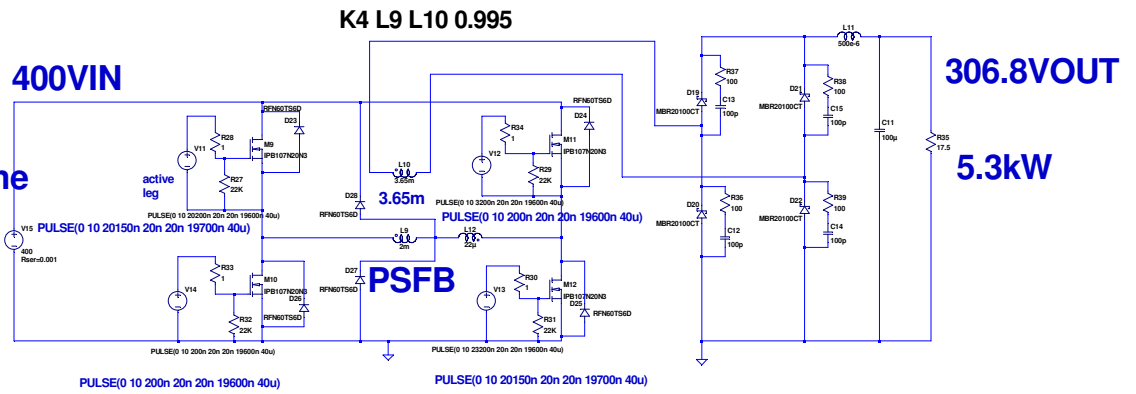 K4 L9 L10 0.995
L11
500e-6
400VIN
306.8VOUT
RFN60TS6D
D23
R28
1
M9
IPB107N20N3
V11
R27
22K
active
leg
PULSE(0 10 20200n 20n 20n 19600n 40u)
PULSE(0 10 20150n 20n 20n 19700n 40u)
ne
V15
400
Rser=0.001
L10
3.65m
3.65m
D28
RFN60TS6D
RFN60TS6D
D24
R34
1
M11
IPB107N20N3
V12
R29
22K
PULSE(0 10 3200n 20n 20n 19600n 40u)
PULSE(0 10 200n 20n 20n 19600n 40u)
R37
100
C13
100p
D19
MBR20100CT
R38
100
C15
100p
D21
MBR20100CT
C11
100µ
R35
17.5
5.3kW
D20
MBR20100CT
R36
100
C12
100p
D22
MBR20100CT
R39
100
C14
100p
L9
2m
L12
22µ
D27
RFN60TS6D
PSFB
R33
1
M10
IPB107N20N3
V14
D26
RFN60TS6D
R32
22K
PULSE(0 10 200n 20n 20n 19600n 40u)
PULSE(0 10 200n 20n 20n 19600n 40u)
R30
1
M12
IPB107N20N3
V13
D25
RFN60TS6D
R31
22K
PULSE(0 10 23200n 20n 20n 19600n 40u)
PULSE(0 10 20150n 20n 20n 19700n 40u)